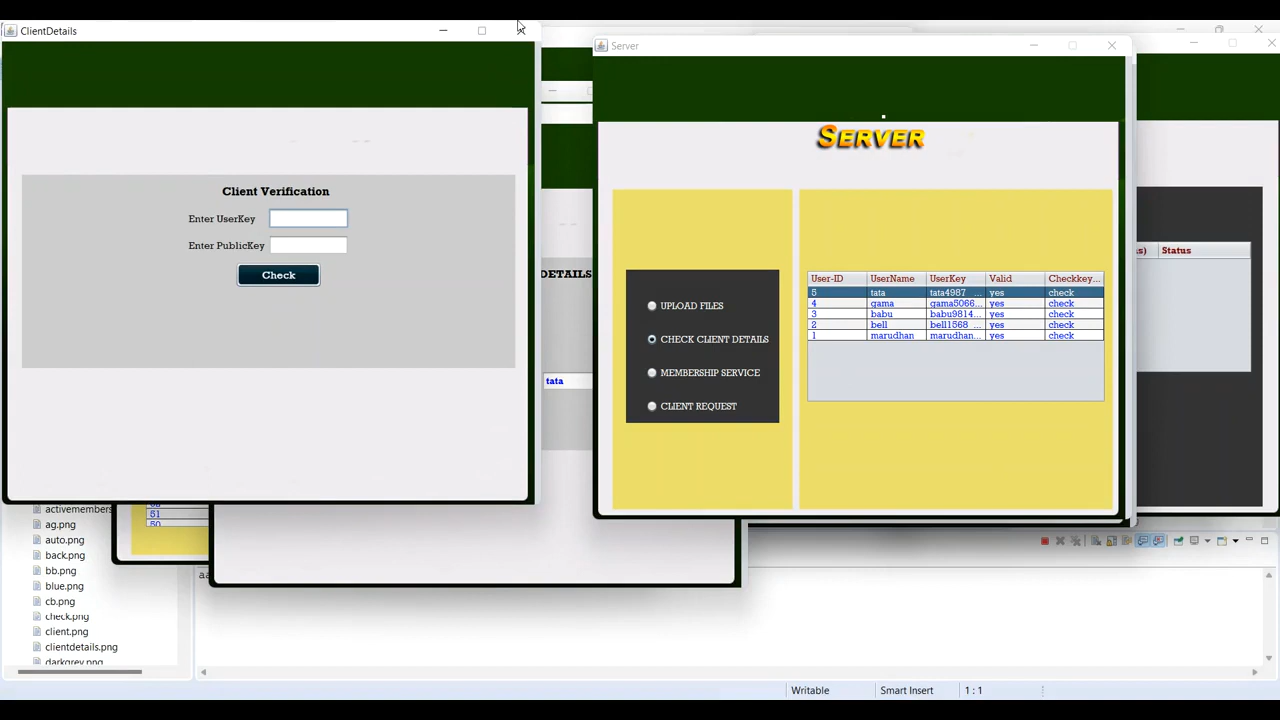 ClientDetails
Client Verification
Enter UserKey
Enter PublicKey
Check
Server
SERVER
UPLOAD FILES
CHECK CLIENT DETAILS
MEMBERSHIP SERVICE
CLIENT REQUEST
User-ID UserName UserKey Valid Checkkey...
5 tata tata4987 ... yes check
4 gama gama5066... yes check
3 babu babu9814... yes check
2 bell bell1568 ... yes check
1 marudhan marudhan... yes check
DETAILS
tata
s) Status
51
50
activemembers
ag.png
auto.png
back.png
bb.png
blue.png
cb.png
check.png
client.png
clientdetails.png
darkgrey.png
Writable
Smart Insert
1 : 1